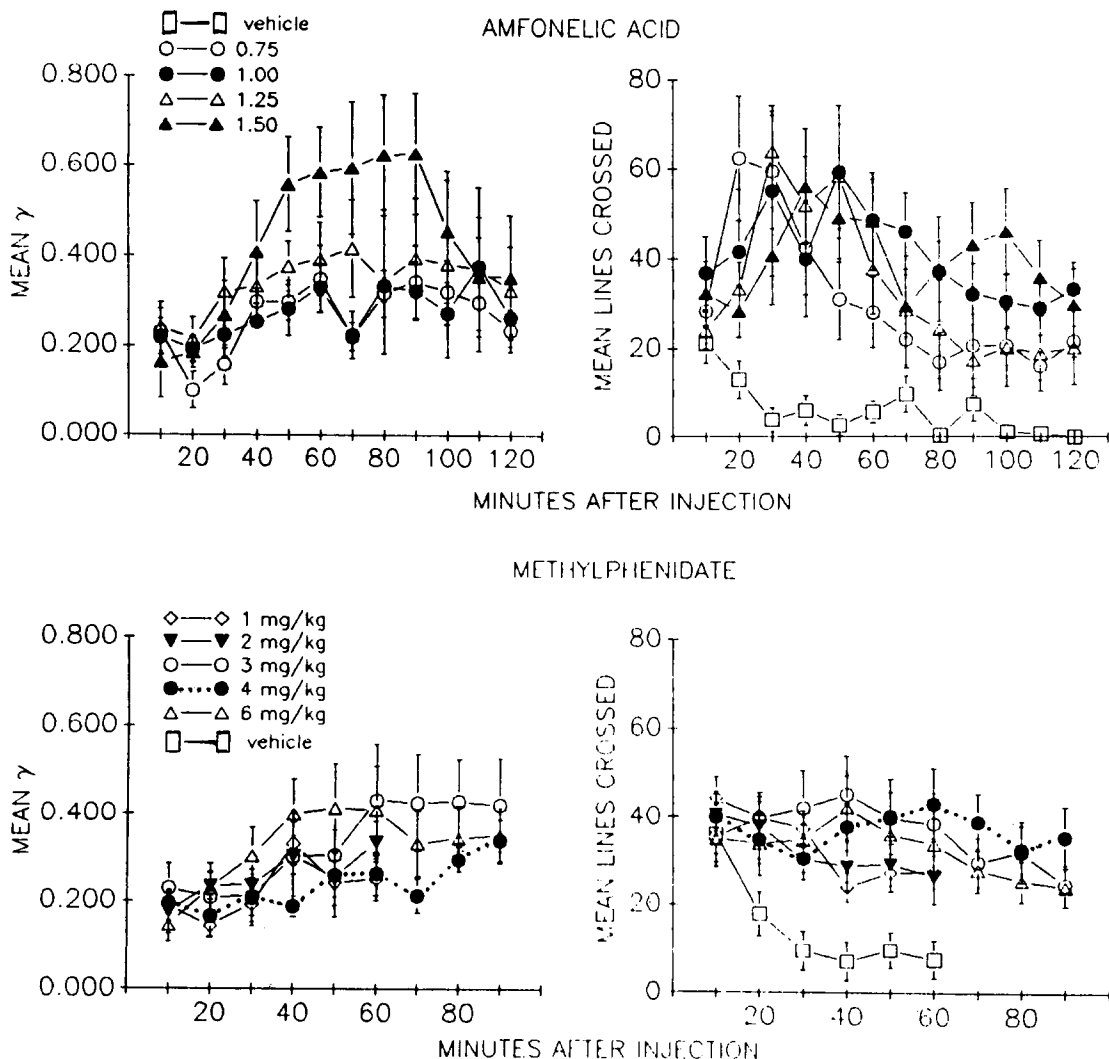 AMFONELIC ACID
vehicle
0.75
1.00
1.25
1.50
MEAN γ
0.800
0.600
0.400
0.200
0.000
20 40 60 80 100 120
MEAN LINES CROSSED
80
60
40
20
0
20 40 60 80 100 120
MINUTES AFTER INJECTION
METHYLPHENIDATE
1 mg/kg
2 mg/kg
3 mg/kg
4 mg/kg
6 mg/kg
vehicle
MEAN γ
0.800
0.600
0.400
0.200
0.000
20 40 60 80
MEAN LINES CROSSED
80
60
40
20
0
20 40 60 80
MINUTES AFTER INJECTION